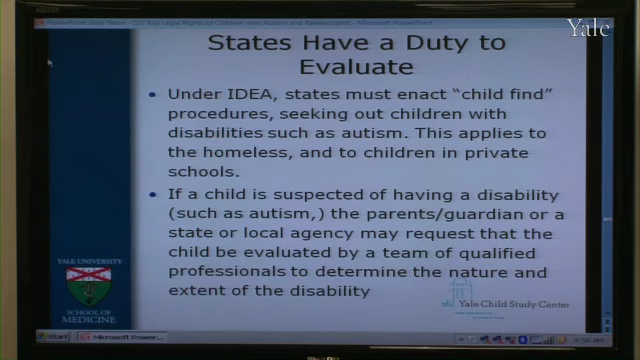 Yale
States Have a Duty to
Evaluate
• Under IDEA, states must enact "child find"
procedures, seeking out children with
disabilities such as autism. This applies to
the homeless, and to children in private
schools.
• If a child is suspected of having a disability
(such as autism,) the parents/guardian or a
state or local agency may request that the
child be evaluated by a team of qualified
professionals to determine the nature and
extent of the disability
YALE UNIVERSITY
SCHOOL OF
MEDICINE
Yale Child Study Center
start
Microsoft Power...